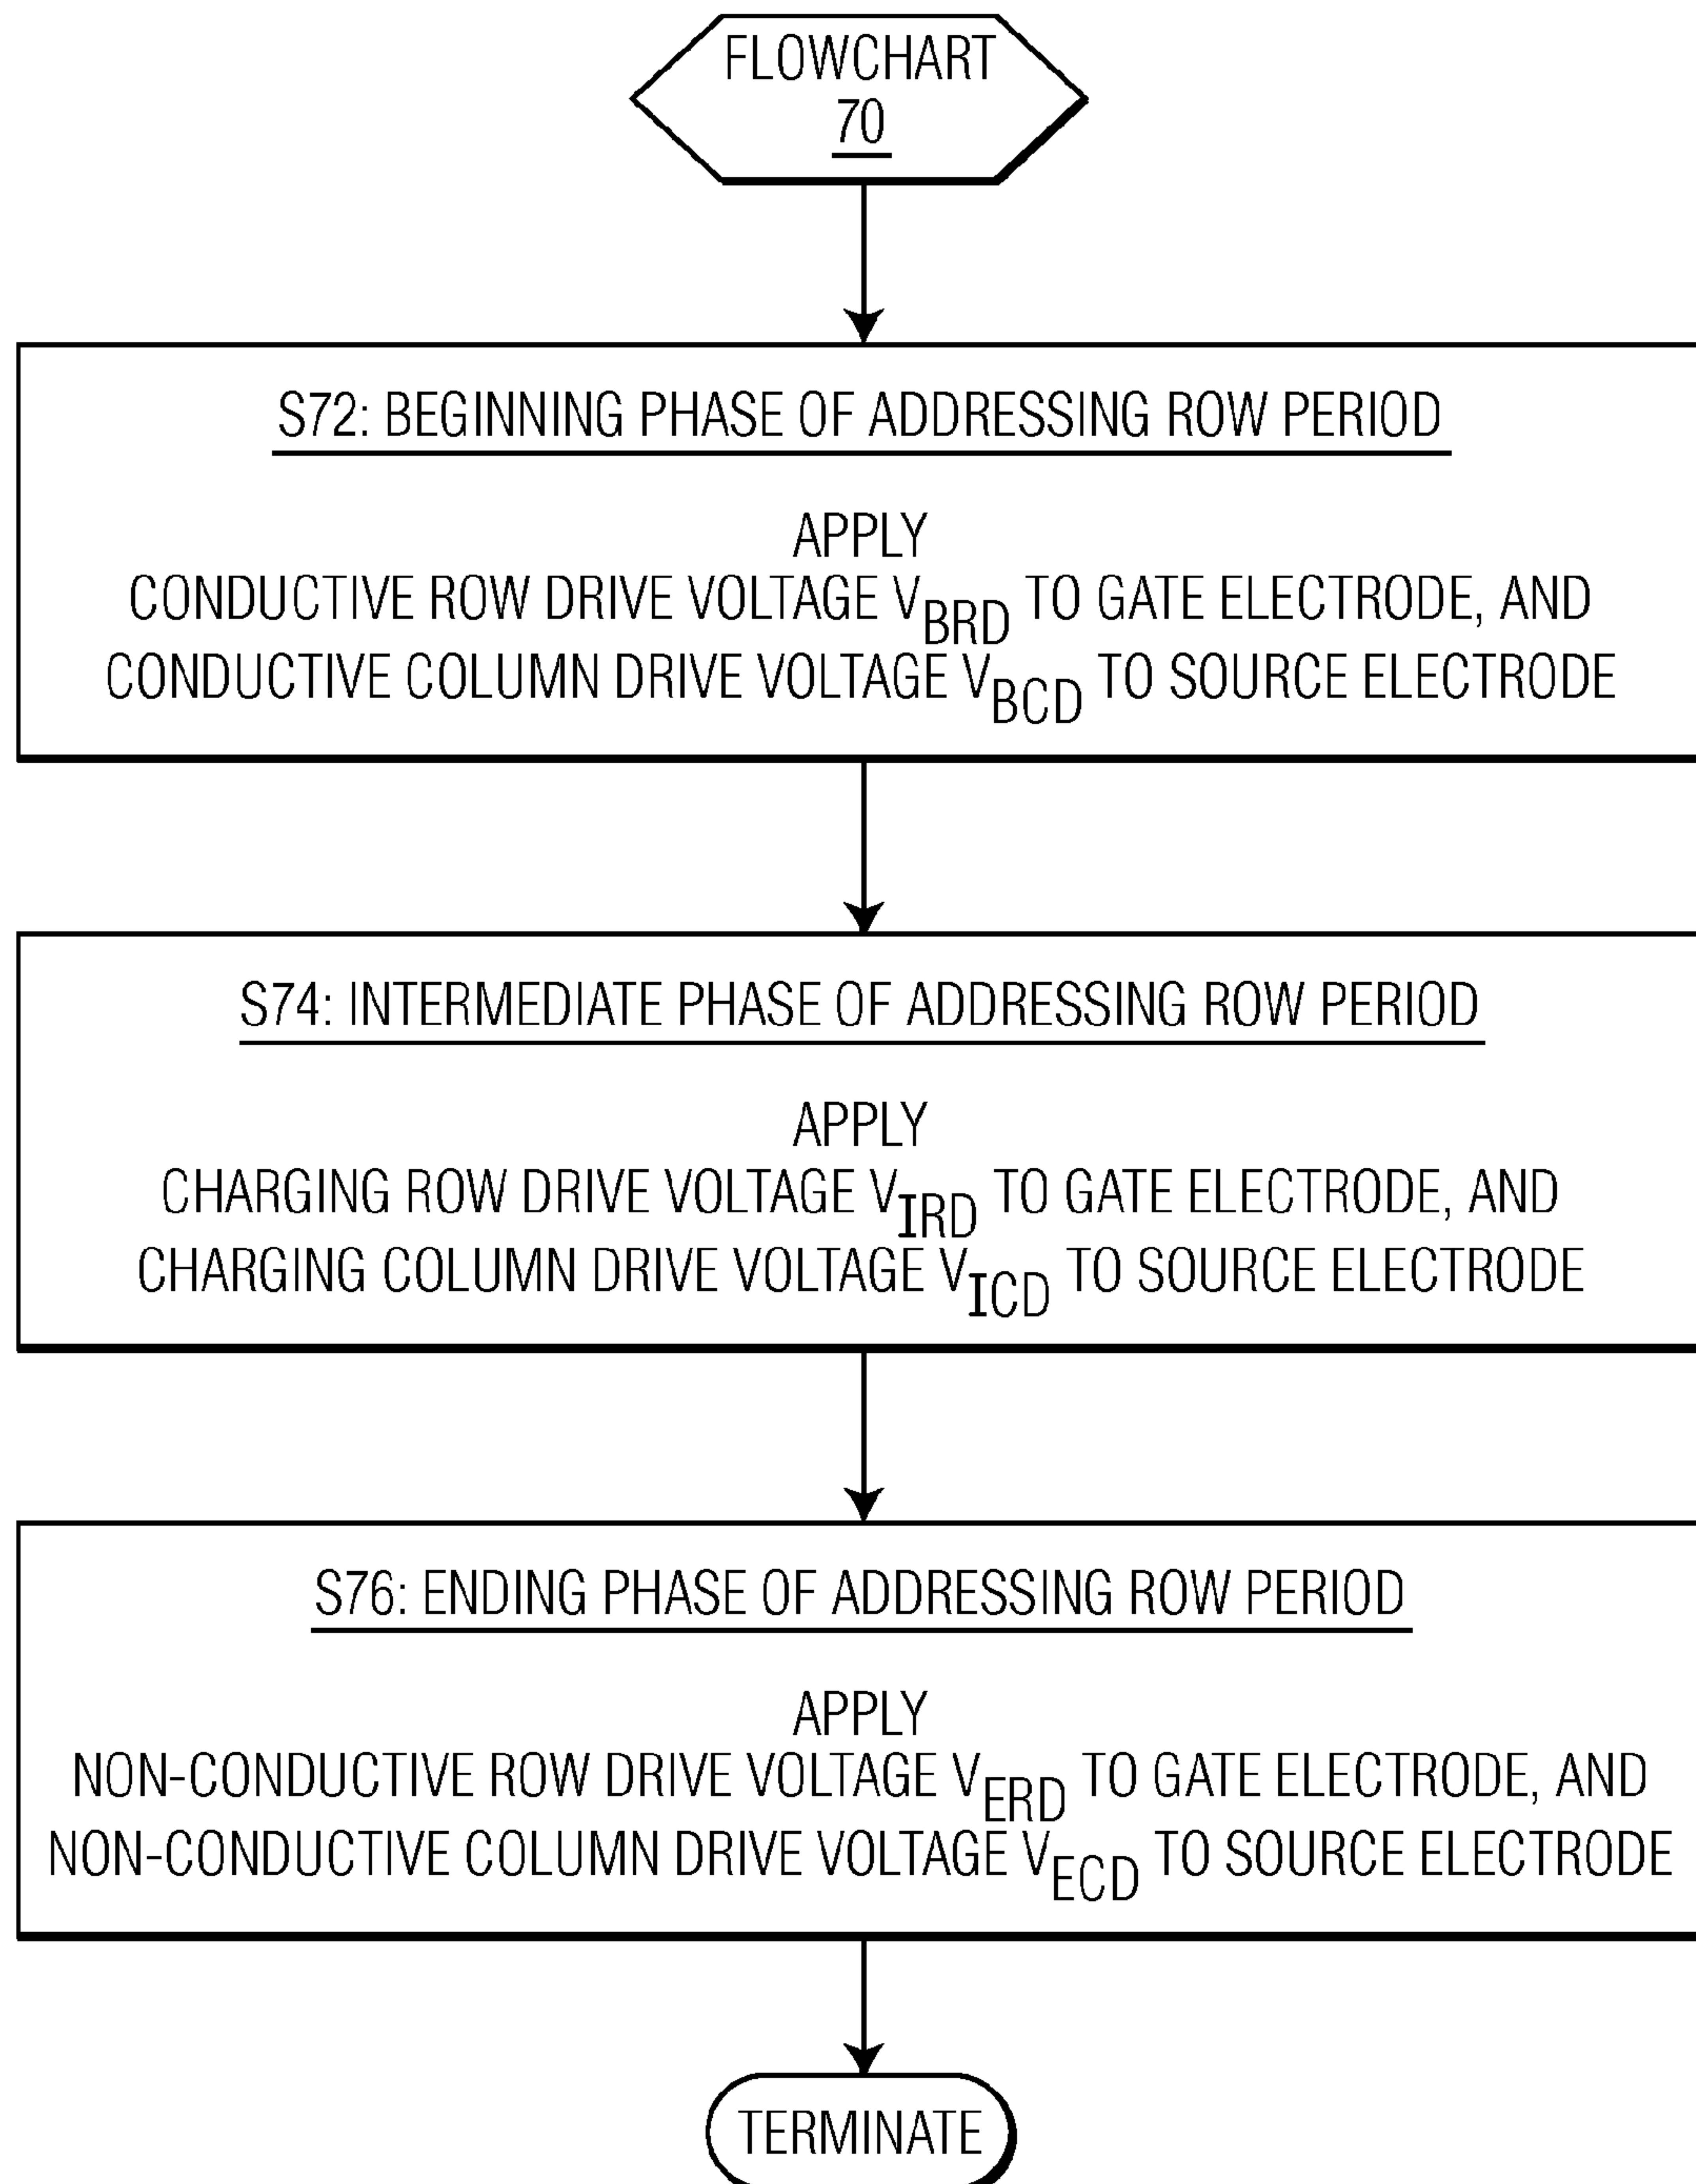 FLOWCHART
70
S72: BEGINNING PHASE OF ADDRESSING ROW PERIOD
APPLY
CONDUCTIVE ROW DRIVE VOLTAGE VBRD TO GATE ELECTRODE, AND
CONDUCTIVE COLUMN DRIVE VOLTAGE VBCD TO SOURCE ELECTRODE
S74: INTERMEDIATE PHASE OF ADDRESSING ROW PERIOD
APPLY
CHARGING ROW DRIVE VOLTAGE VIRD TO GATE ELECTRODE, AND
CHARGING COLUMN DRIVE VOLTAGE VICD TO SOURCE ELECTRODE
S76: ENDING PHASE OF ADDRESSING ROW PERIOD
APPLY
NON-CONDUCTIVE ROW DRIVE VOLTAGE VERD TO GATE ELECTRODE, AND
NON-CONDUCTIVE COLUMN DRIVE VOLTAGE VECD TO SOURCE ELECTRODE
TERMINATE